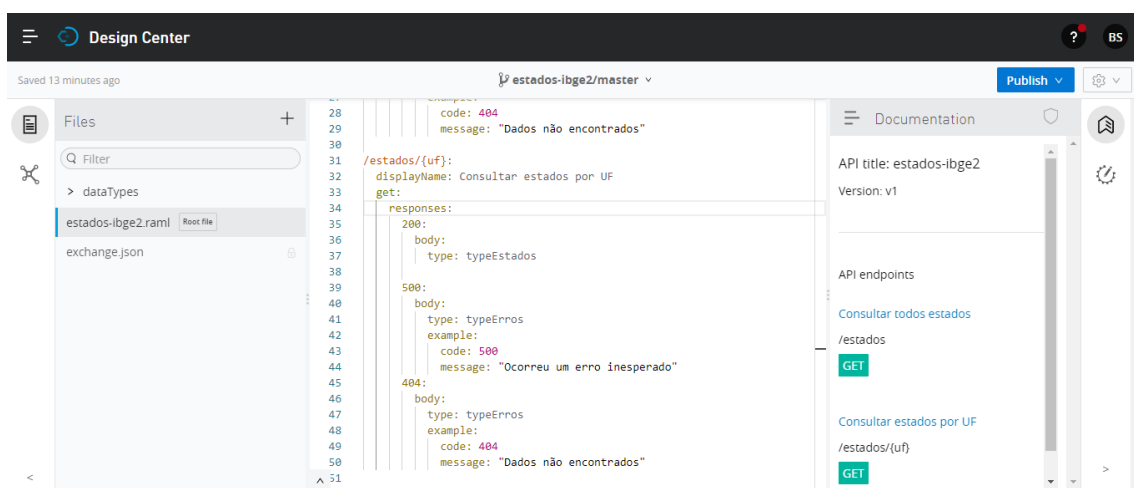 Design Center
?
BS
Saved 13 minutes ago
estados-ibge2/master
Publish
Files
Filter
> dataTypes
estados-ibge2.raml Root file
exchange.json
<
27 example:
28 code: 404
29 message: "Dados não encontrados"
30
31 /estados/{uf}:
32 displayName: Consultar estados por UF
33 get:
34 responses:
35 200:
36 body:
37 type: typeEstados
38
39 500:
40 body:
41 type: typeErros
42 example:
43 code: 500
44 message: "Ocorreu um erro inesperado"
45 404:
46 body:
47 type: typeErros
48 example:
49 code: 404
50 message: "Dados não encontrados"
51
Documentation
API title: estados-ibge2
Version: v1
API endpoints
Consultar todos estados
/estados
GET
Consultar estados por UF
/estados/{uf}
GET
>